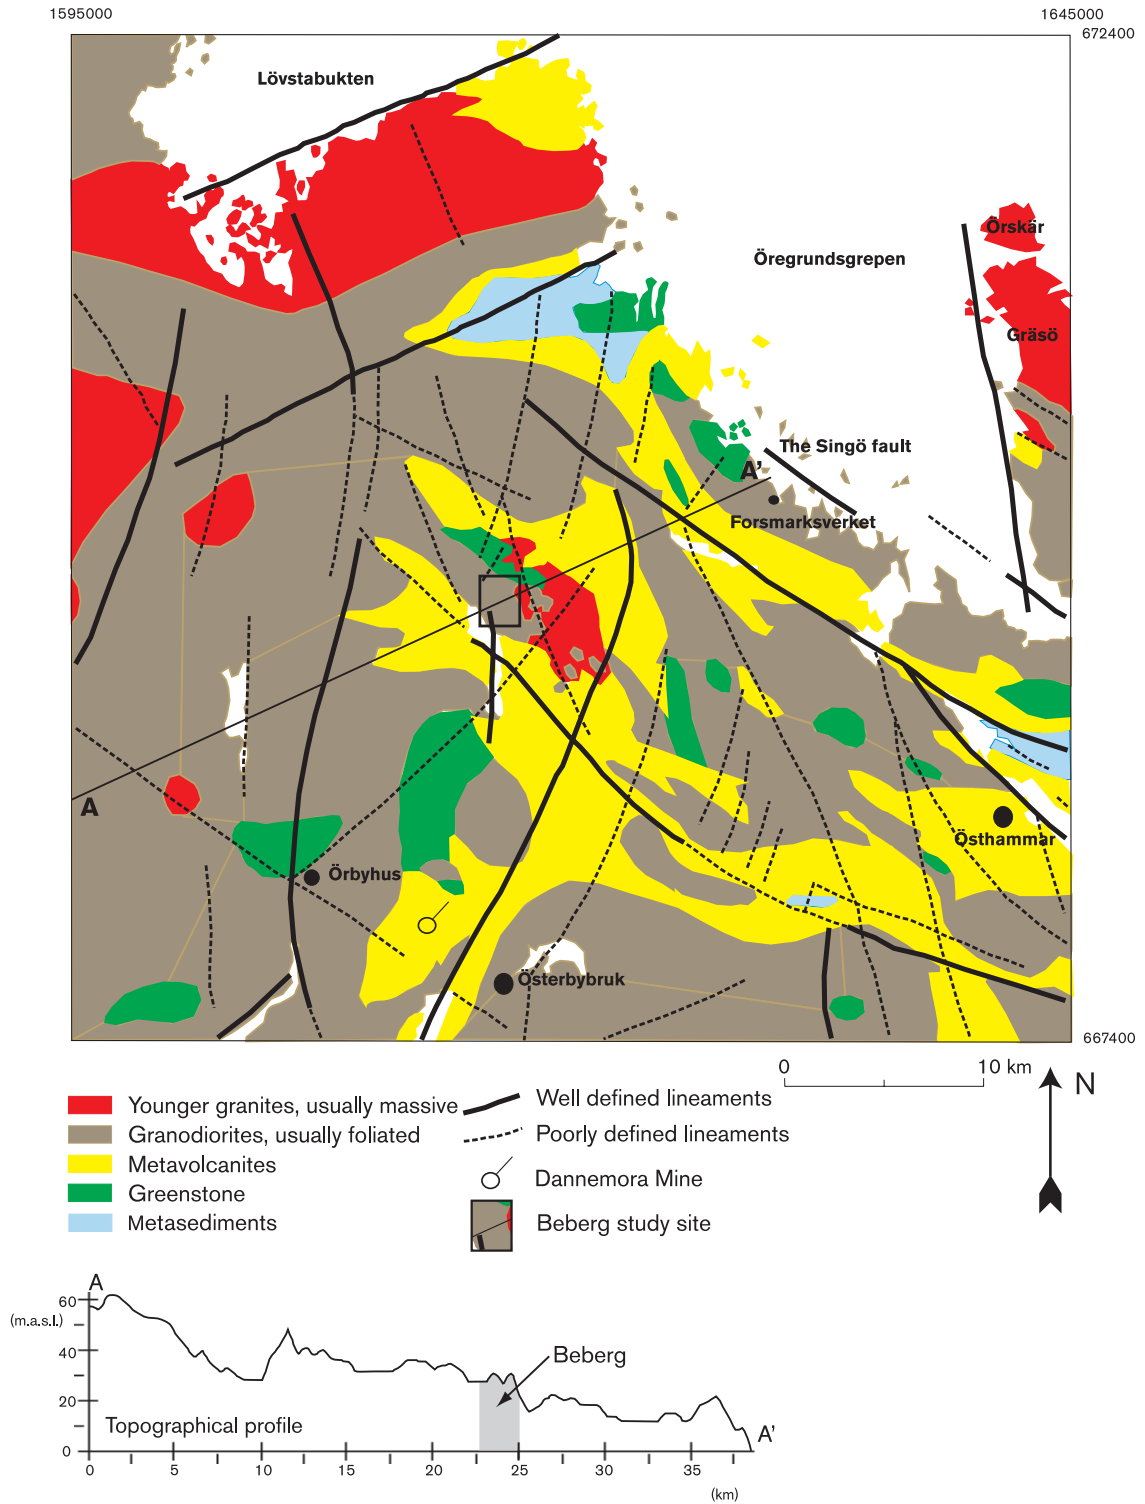 1595000
1645000
672400
Lövstabukten
Örskär
Öregrundsgrepen
Gräsö
The Singö fault
A'
Forsmarksverket
A
Östhammar
Örbyhus
Österbybruk
667400
0
10 km
N
Younger granites, usually massive
Granodiorites, usually foliated
Metavolcanites
Greenstone
Metasediments
Well defined lineaments
Poorly defined lineaments
Dannemora Mine
Beberg study site
A
60
(m.a.s.l.)
40
Beberg
20
Topographical profile
A'
0
0 5 10 15 20 25 30 35
(km)